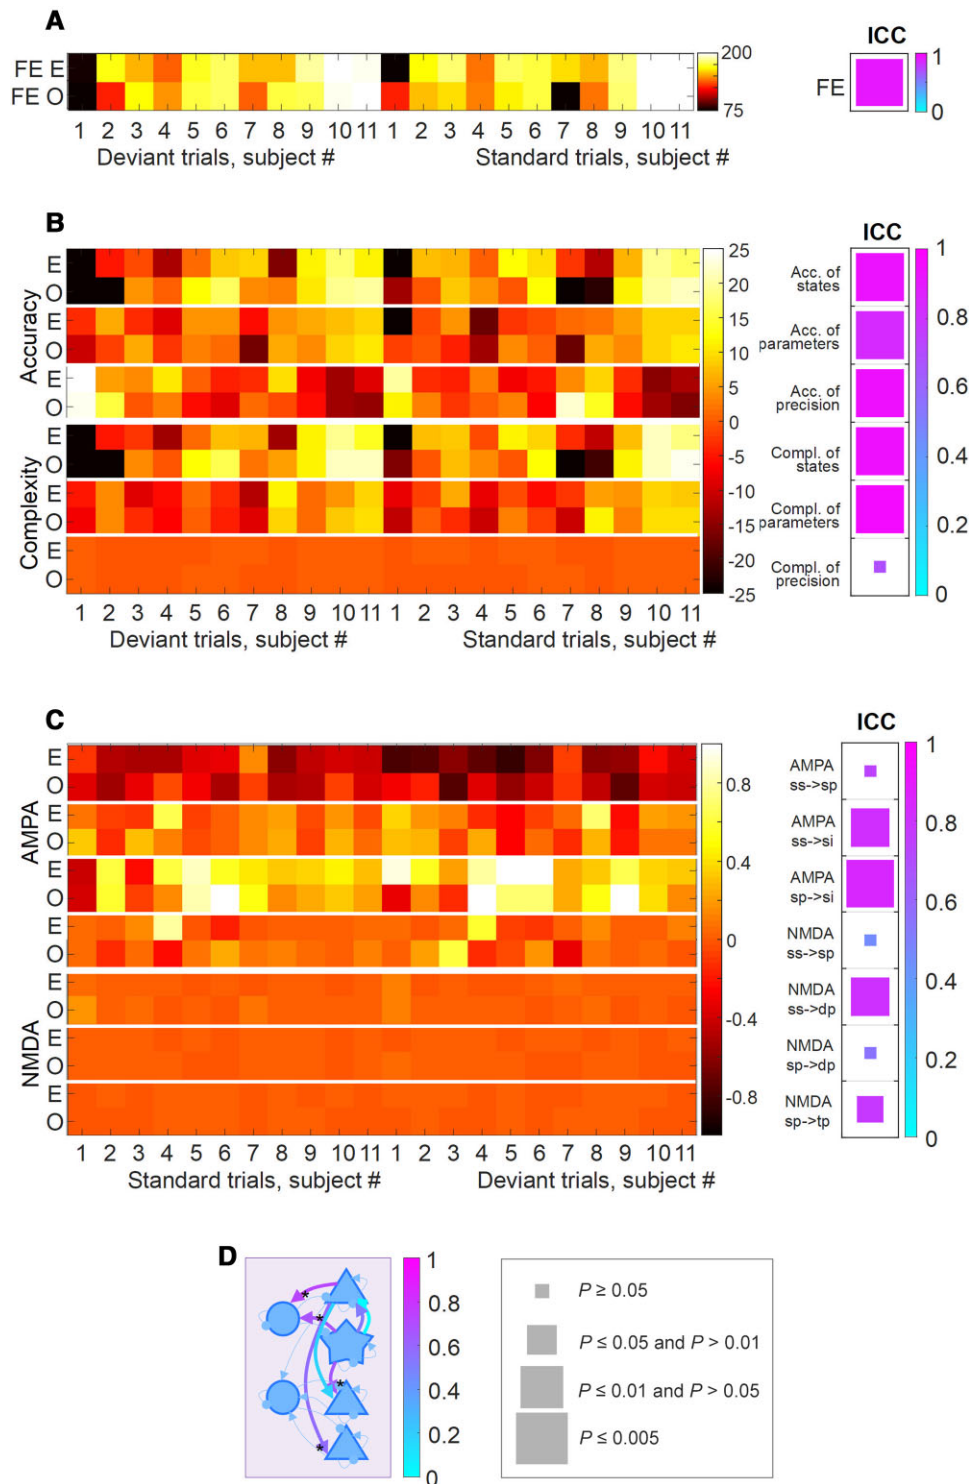 A
ICC
FE E
FE O
200
75
1 2 3 4 5 6 7 8 9 10 11 1 2 3 4 5 6 7 8 9 10 11
Deviant trials, subject #
Standard trials, subject #
FE
1
0.5
0
B
ICC
Accuracy
Complexity
E
O
E
O
E
O
E
O
E
O
E
O
25
20
15
10
5
0
-5
-10
-15
-20
-25
1 2 3 4 5 6 7 8 9 10 11 1 2 3 4 5 6 7 8 9 10 11
Deviant trials, subject #
Standard trials, subject #
Acc. of
states
Acc. of
parameters
Acc. of
precision
Compl. of
states
Compl. of
parameters
Compl. of
precision
1
0.8
0.6
0.4
0.2
0
C
ICC
AMPA
NMDA
E
O
E
O
E
O
E
O
E
O
E
O
E
O
0.8
0.4
0
-0.4
-0.8
1 2 3 4 5 6 7 8 9 10 11 1 2 3 4 5 6 7 8 9 10 11
Standard trials, subject #
Deviant trials, subject #
AMPA
ss->sp
AMPA
ss->si
AMPA
sp->si
NMDA
ss->sp
NMDA
ss->dp
NMDA
sp->dp
NMDA
sp->tp
1
0.8
0.6
0.4
0.2
0
D
*
*
*
*
1
0.8
0.6
0.4
0.2
0
P ≥ 0.05
P ≤ 0.05 and P > 0.01
P ≤ 0.01 and P > 0.05
P ≤ 0.005